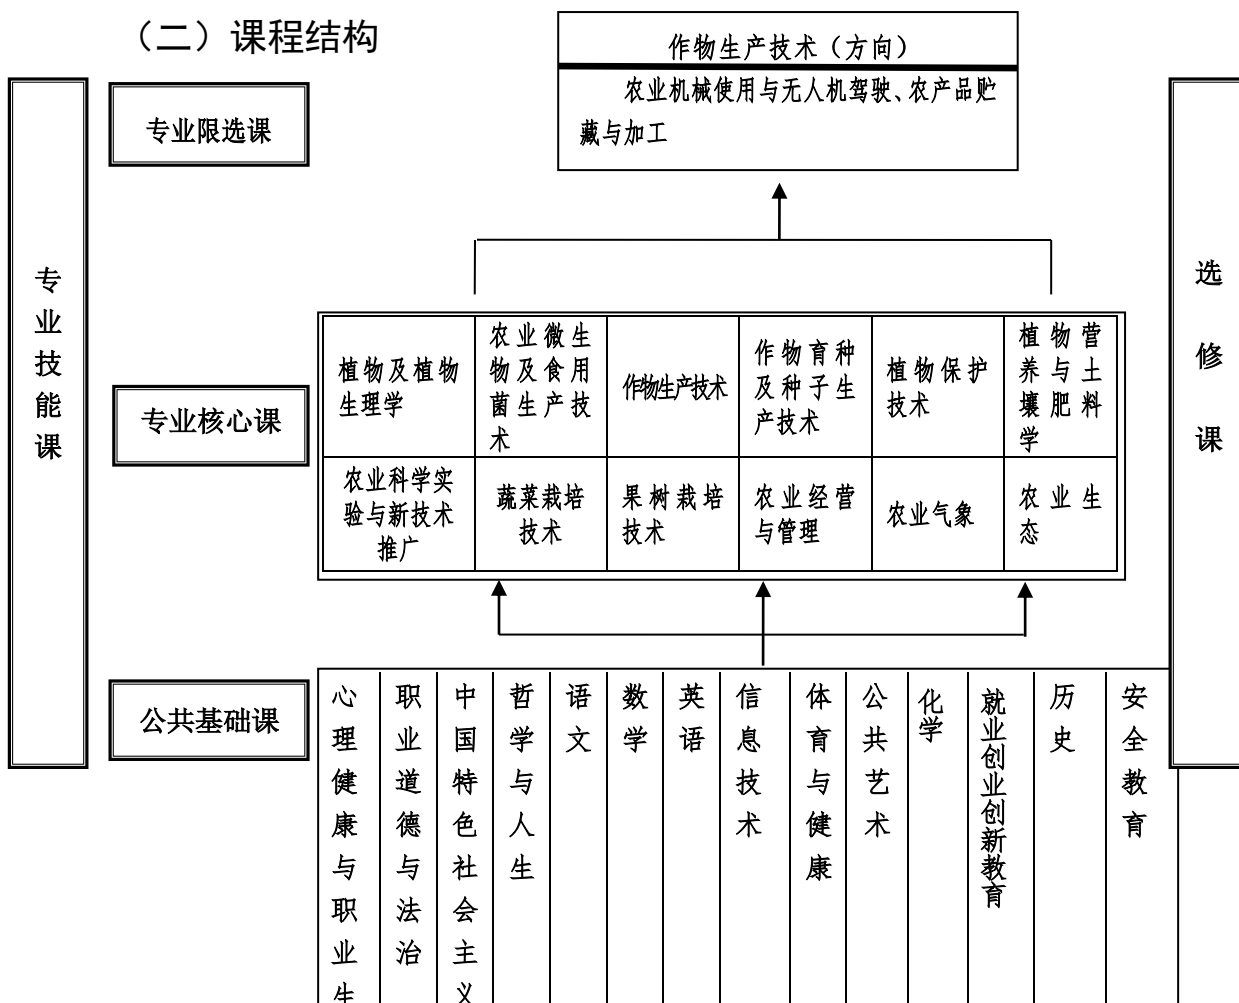 （二）课程结构
作物生产技术（方向）
农业机械使用与无人机驾驶、农产品贮
藏与加工
专业限选课
专业技能课
选修课
专业核心课
植物及植物
生理学
农业微生
物及食用
菌生产技
术
作物生产技术
作物育种
及种子生
产技术
植物保护
技术
植物营
养与土
壤肥料
学
农业科学实
验与新技术
推广
蔬菜栽培
技术
果树栽培
技术
农业经营
与管理
农业气象
农业生
态
公共基础课
心理健康与职业生
职业道德与法治
中国特色社会主义
哲学与人生
语文
数学
英语
信息技术
体育与健康
公共艺术
化学
就业创业创新教育
历史
安全教育